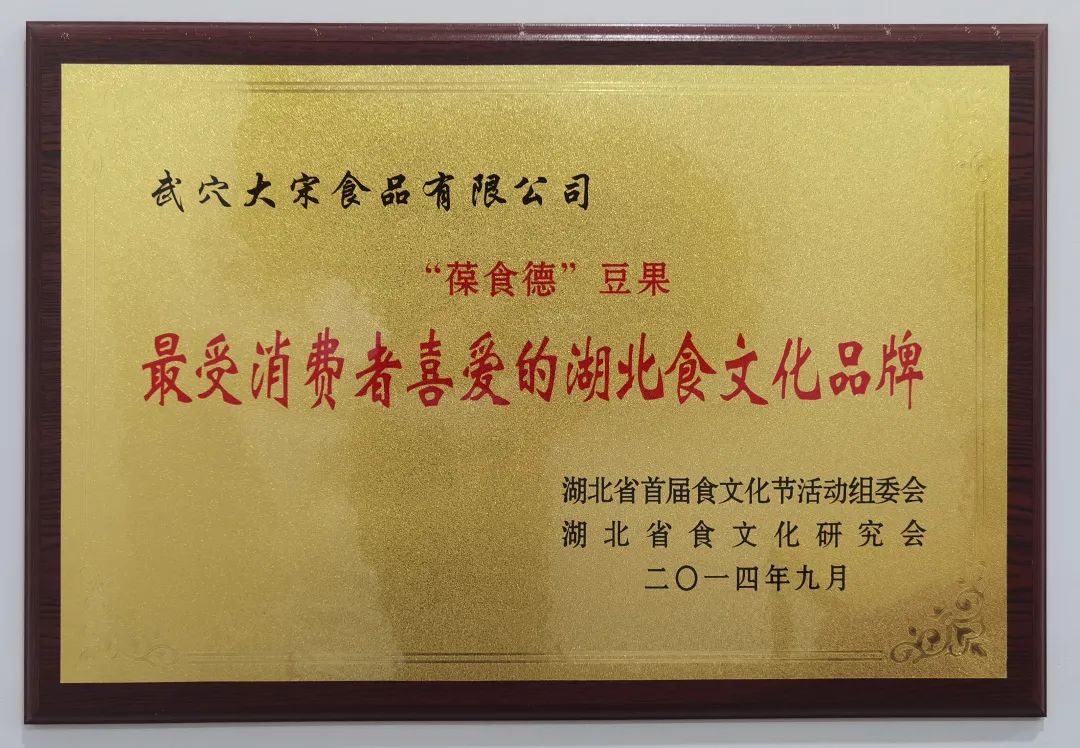 武穴大宋食品有限公司
“葆食德”豆果
最受消费者喜爱的湖北食文化品牌
湖北省首届食文化节活动组委会
湖北省食文化研究会
二〇一四年九月